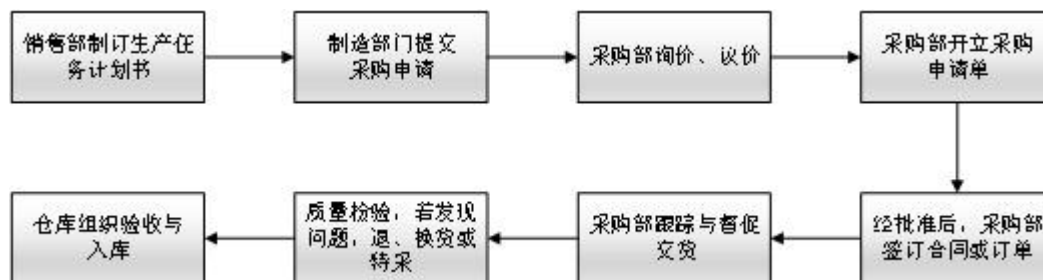 销售部制订生产任
务计划书
制造部门提交
采购申请
采购部询价、议价
采购部开立采购
申请单
经批准后，采购部
签订合同或订单
采购部跟踪与督促
交货
质量检验，若发现
问题，退、换货或
特采
仓库组织验收与
入库